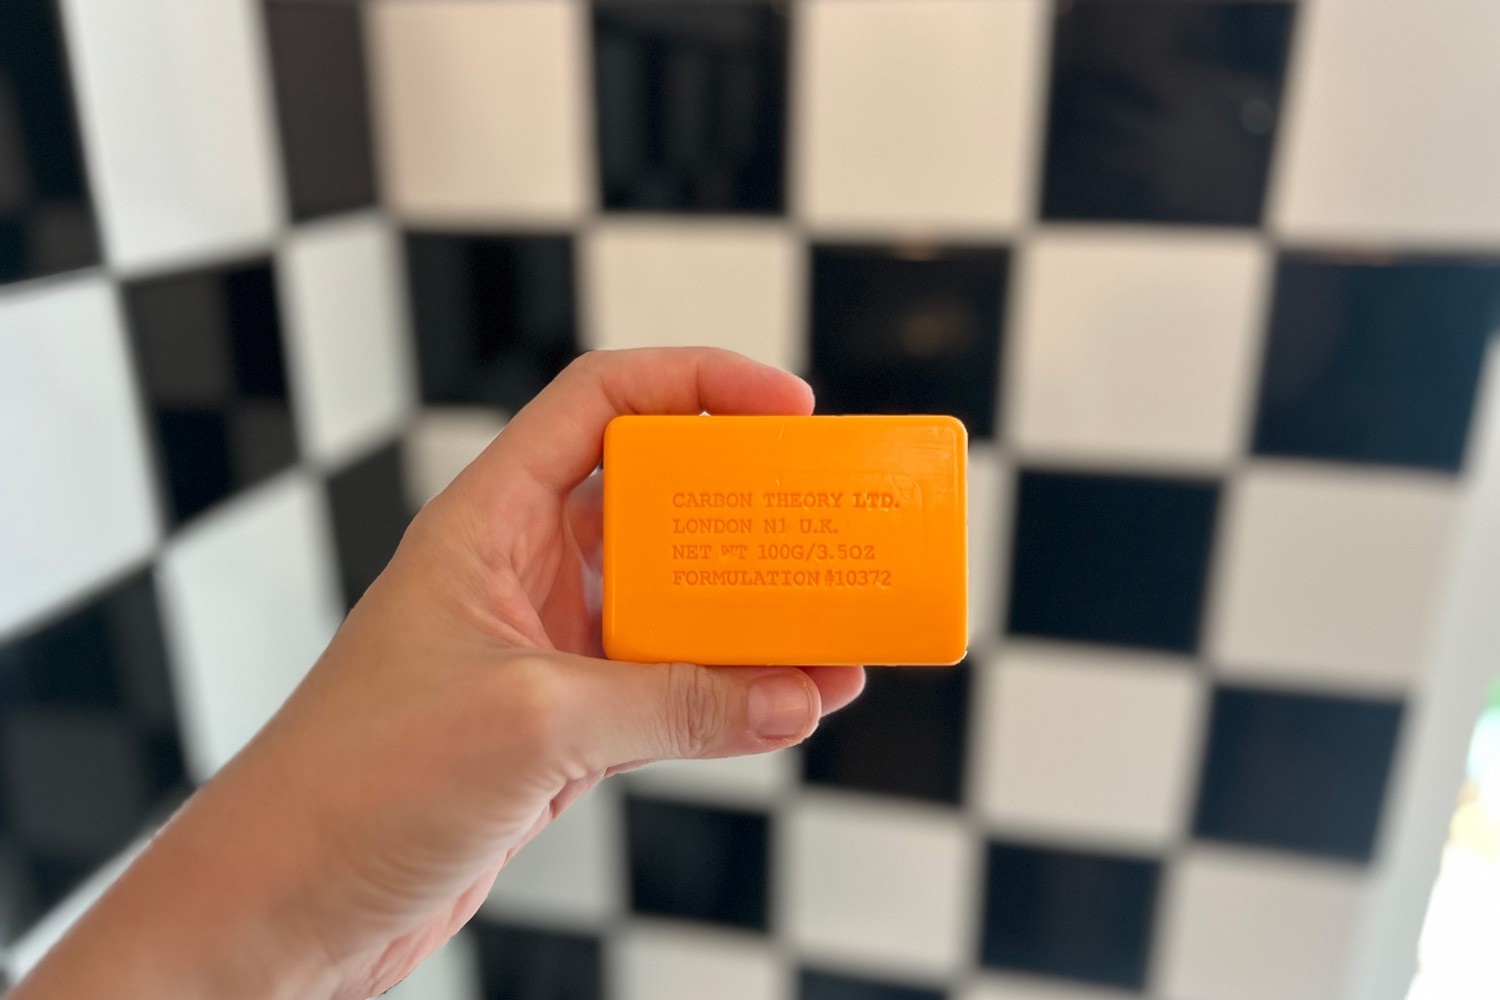 CARBON THEORY LTD.
LONDON N1 U.K.
NET WT 100G/3.5OZ
FORMULATION #10372